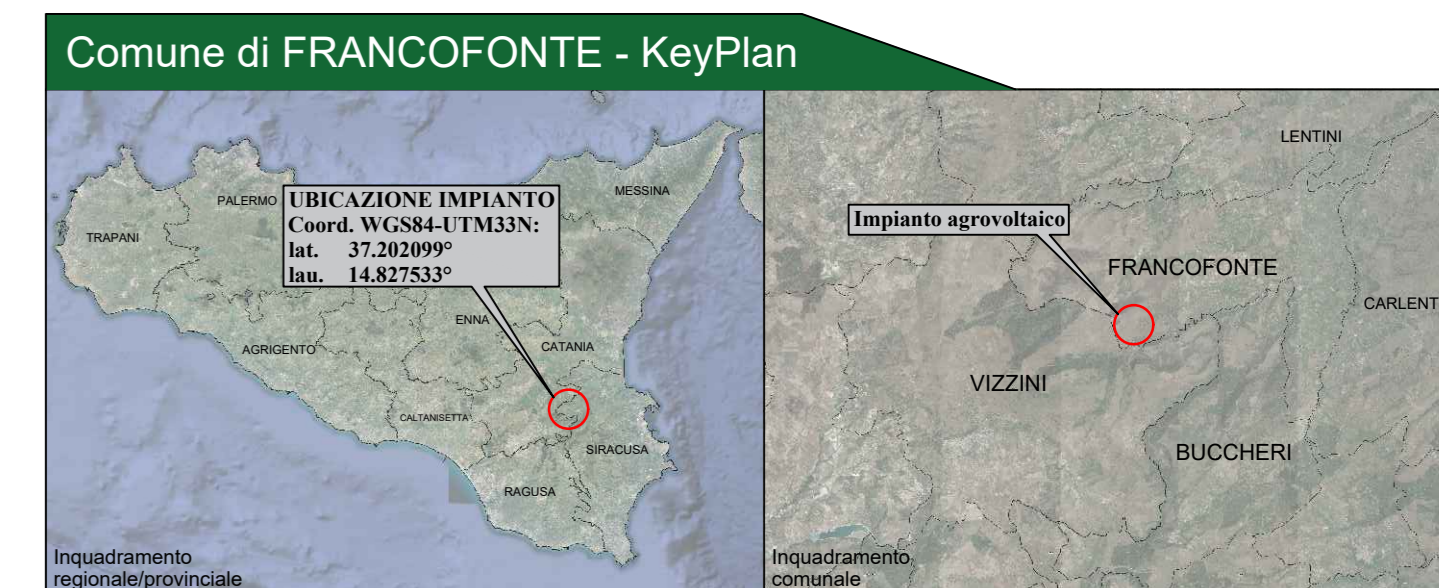 Comune di FRANCOFONTE - KeyPlan
MESSINA
PALERMO
UBICAZIONE IMPIANTO
Coord. WGS84-UTM33N:
lat. 37.202099°
lau. 14.827533°
TRAPANI
ENNA
CATANIA
AGRIGENTO
CALTANISETTA
SIRACUSA
RAGUSA
Inquadramento
regionale/provinciale
LENTINI
Impianto agrovoltaico
FRANCOFONTE
CARLENT
VIZZINI
BUCCHERI
Inquadramento
comunale